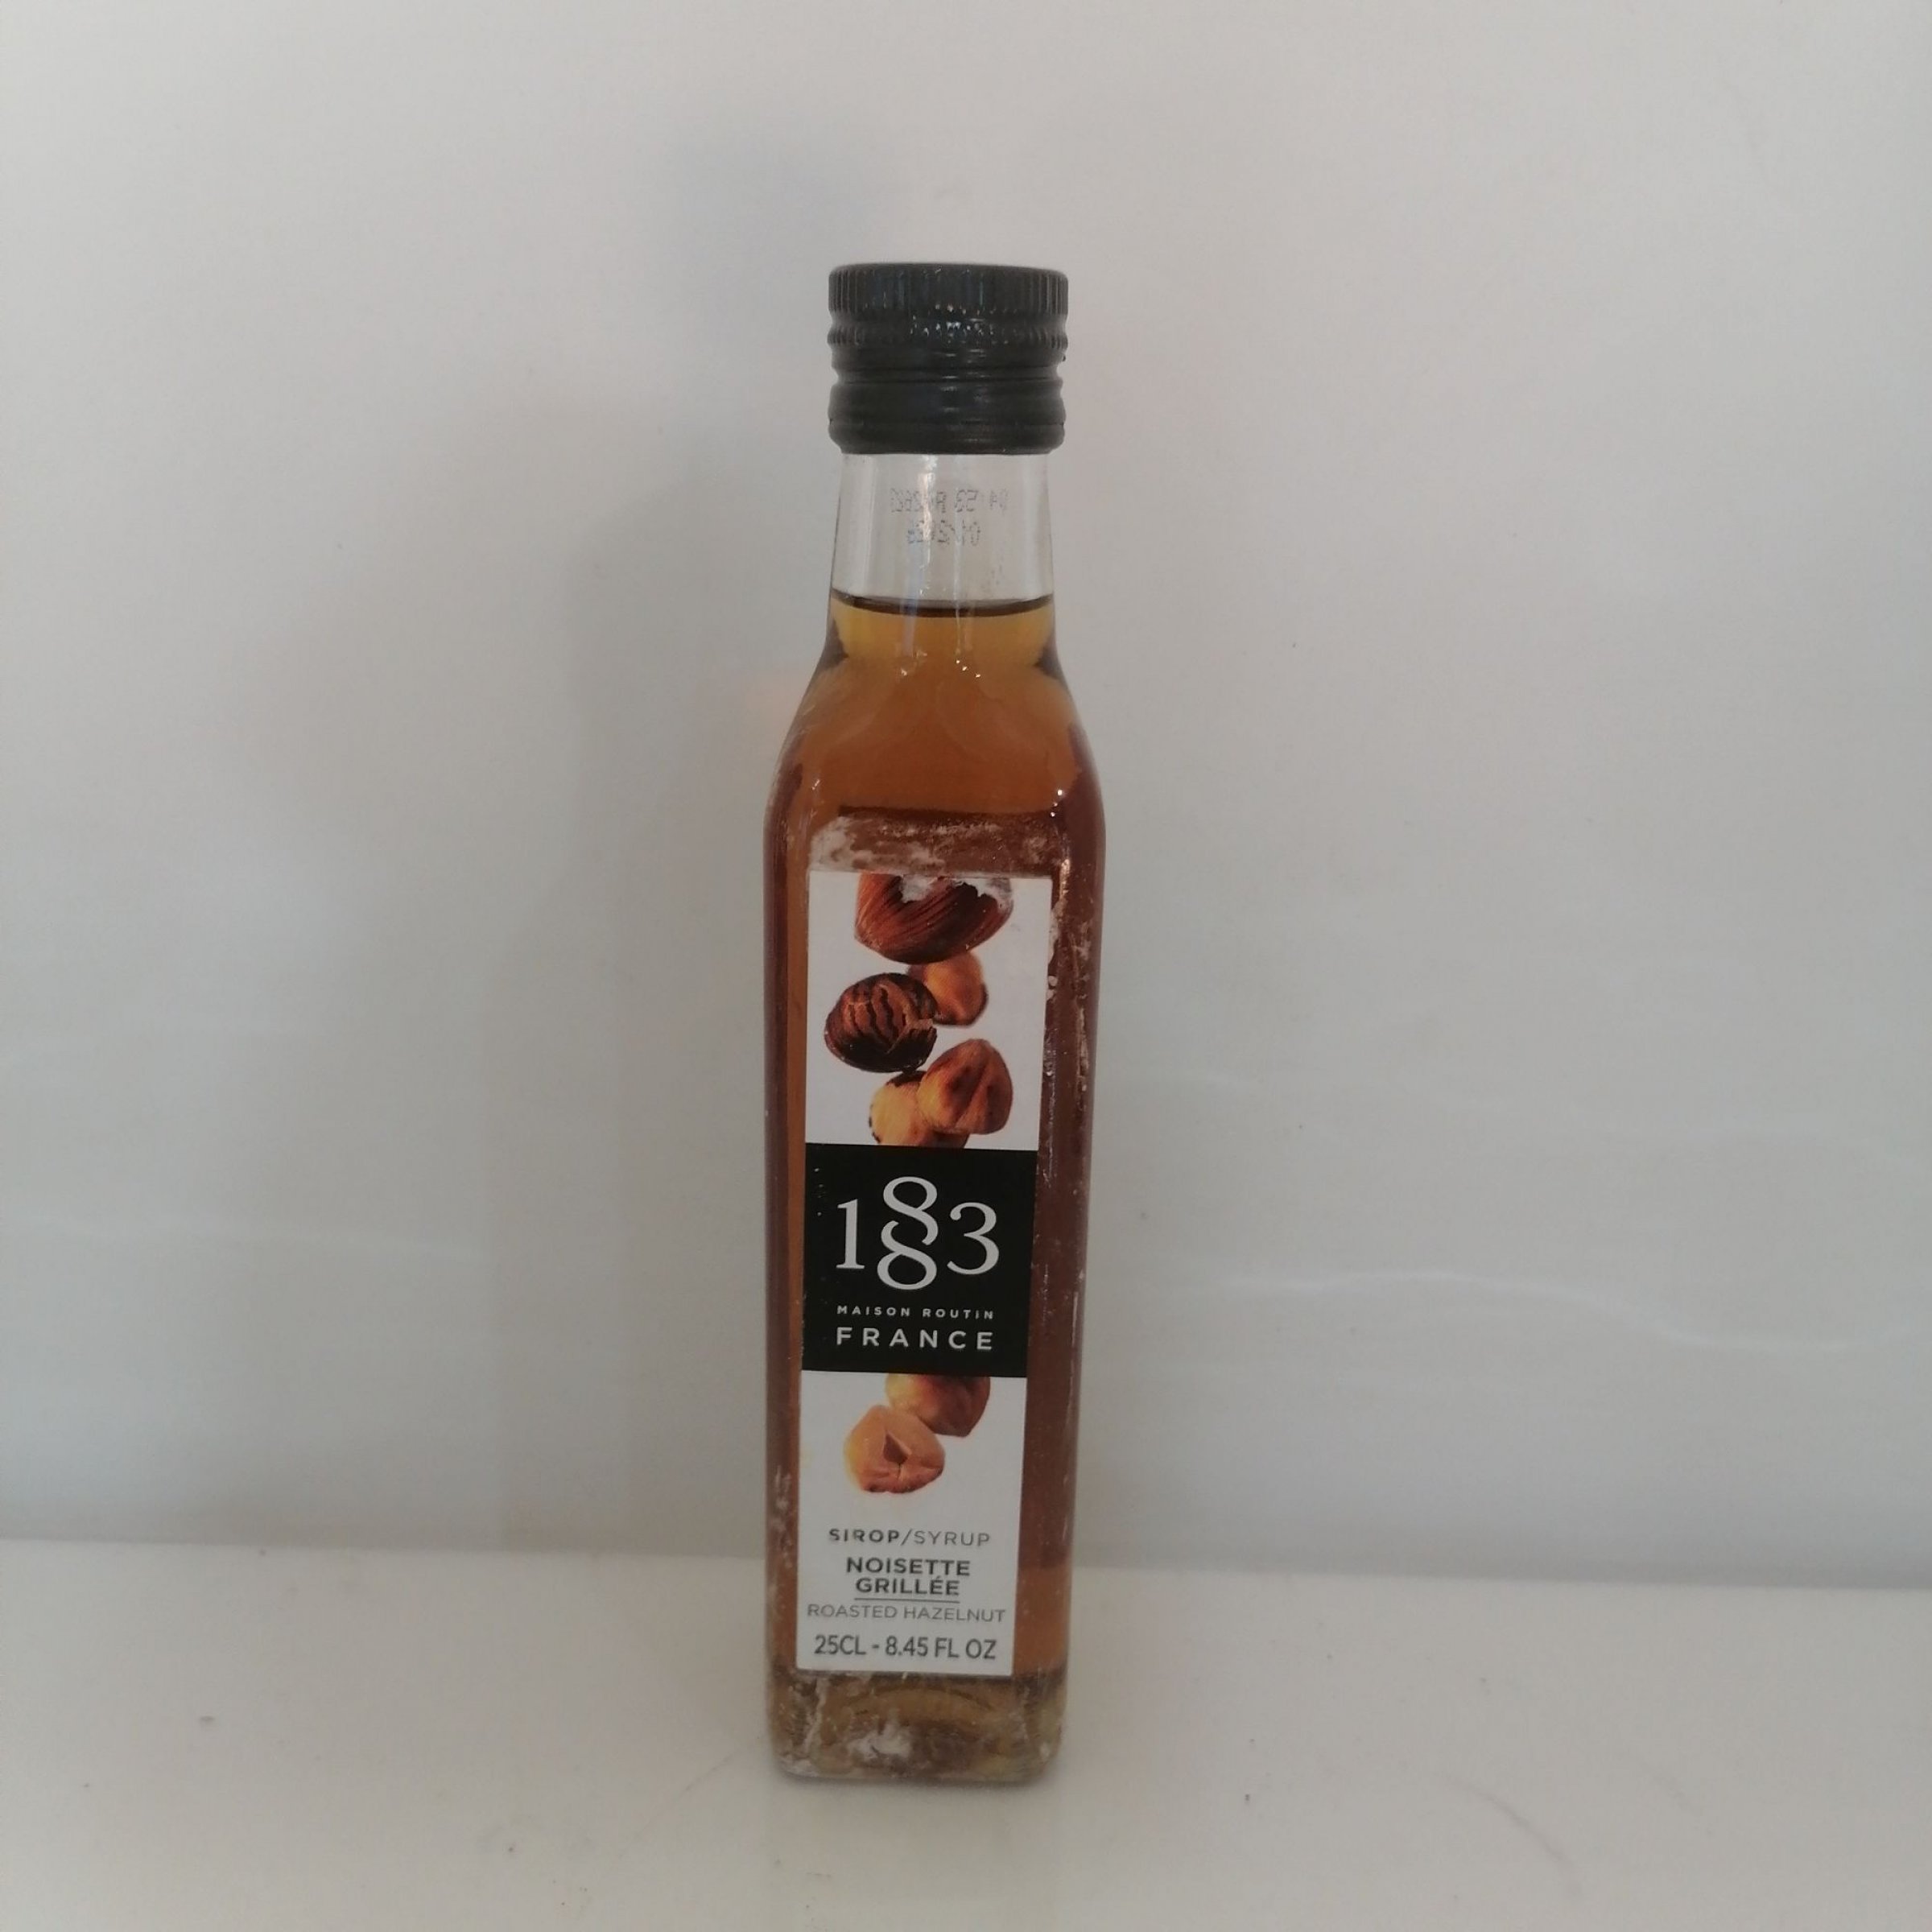 1883
MAISON ROUTIN
FRANCE
SIROP/SYRUP
NOISETTE
GRILLÉE
ROASTED HAZELNUT
25CL - 8.45 FL OZ